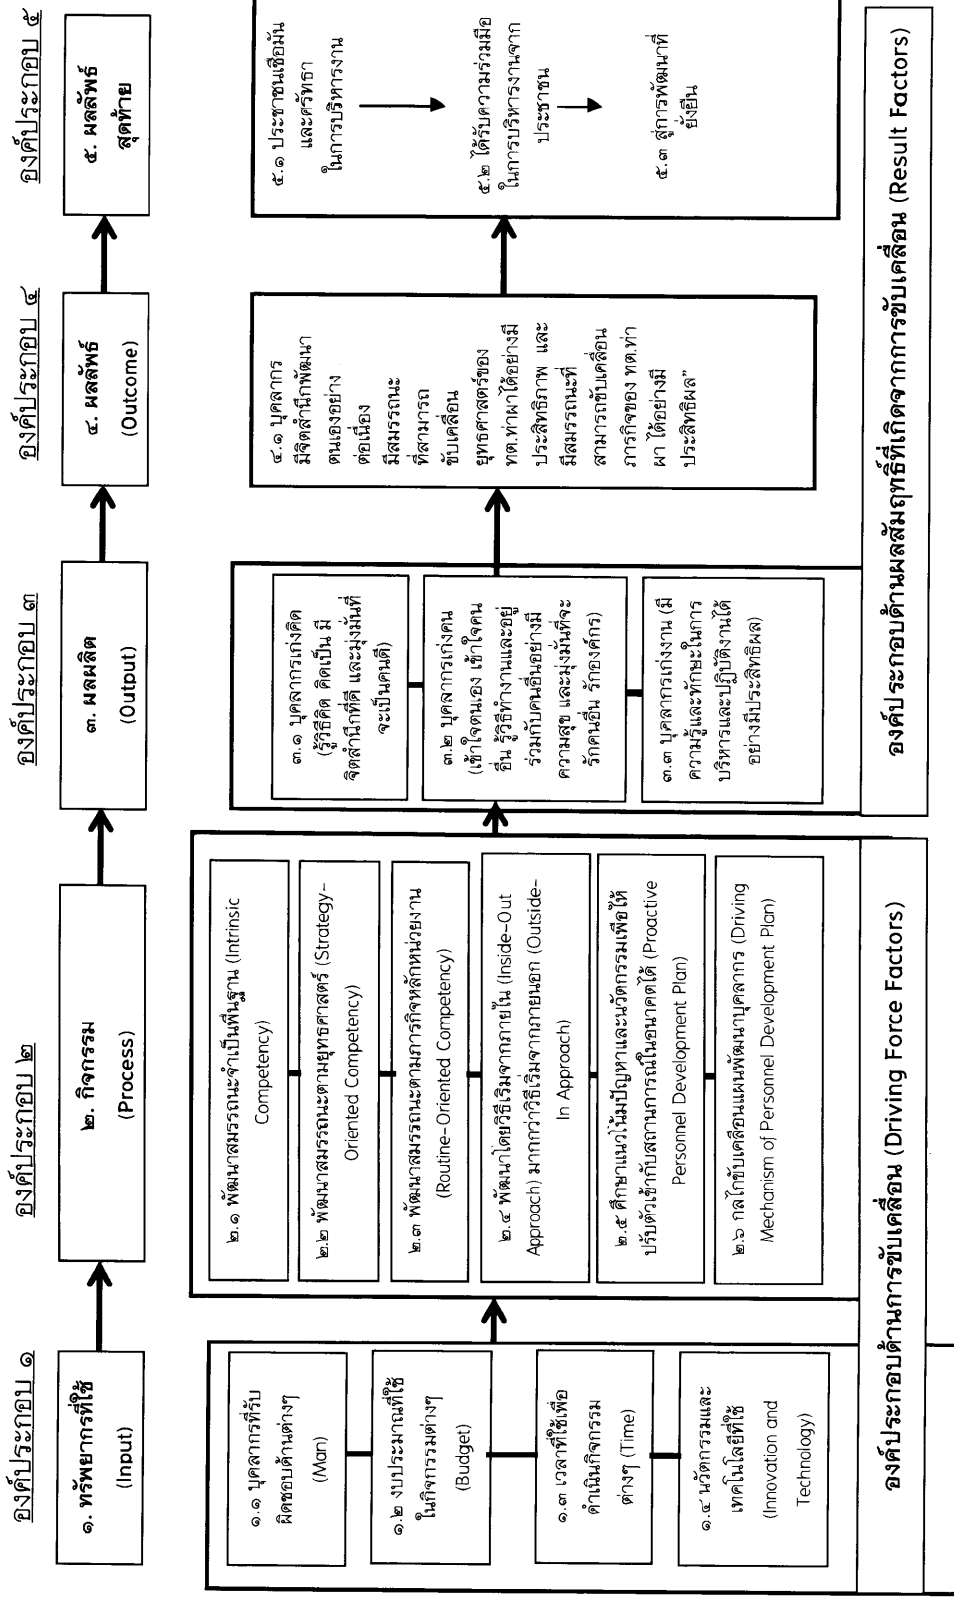 องค์ประกอบ ๑
๑. ทรัพยากรที่ใช้
(Input)
๑.๑ บุคลากรที่รับ
ผิดชอบด้านต่างๆ
(Man)
๑.๒ งบประมาณที่ใช้
ในกิจกรรมต่างๆ
(Budget)
๑.๓ เวลาที่ใช้เพื่อ
ดำเนินกิจกรรม
ต่างๆ (Time)
๑.๔ นวัตกรรมและ
เทคโนโลยีที่ใช้
(Innovation and
Technology)
องค์ประกอบ ๒
๒. กิจกรรม
(Process)
๒.๑ พัฒนาสมรรถนะจำเป็นพื้นฐาน (Intrinsic
Competency)
๒.๒ พัฒนาสมรรถนะตามยุทธศาสตร์ (Strategy-
Oriented Competency)
๒.๓ พัฒนาสมรรถนะตามภารกิจหลักหน่วยงาน
(Routine-Oriented Competency)
๒.๔ พัฒนาโดยวิธีเริ่มจากภายใน (Inside-Out
Approach) มากกว่าวิธีเริ่มจากภายนอก (Outside-
In Approach)
๒.๕ ศึกษาแนวโน้มปัญหาและนวัตกรรมเพื่อให้
ปรับตัวเข้ากับสถานการณ์ในอนาคตได้ (Proactive
Personnel Development Plan)
๒.๖ กลไกขับเคลื่อนแผนพัฒนาบุคลากร (Driving
Mechanism of Personnel Development Plan)
องค์ประกอบด้านการขับเคลื่อน (Driving Force Factors)
องค์ประกอบ ๓
๓. ผลผลิต
(Output)
๓.๑ บุคลากรเก่งคิด
(รู้วิธีคิด คิดเป็น มี
จิตสำนึกที่ดี และมุ่งมั่นที่
จะเป็นคนดี)
๓.๒ บุคลากรเก่งคน
(เข้าใจตนเอง เข้าใจคน
อื่น รู้วิธีทำงานและอยู่
ร่วมกับคนอื่นอย่างมี
ความสุข และมุ่งมั่นที่จะ
รักคนอื่น รักองค์กร)
๓.๓ บุคลากรเก่งงาน (มี
ความรู้และทักษะในการ
บริหารและปฏิบัติงานได้
อย่างมีประสิทธิผล)
องค์ประกอบ ๔
๔. ผลลัพธ์
(Outcome)
๔.๑ บุคลากร
มีจิตสำนึกพัฒนา
ตนเองอย่าง
ต่อเนื่อง
มีสมรรถนะ
ที่สามารถ
ขับเคลื่อน
ยุทธศาสตร์ของ
ทต.ท่าผาได้อย่างมี
ประสิทธิภาพ และ
มีสมรรถนะที่
สามารถขับเคลื่อน
ภารกิจของ ทต.ท่า
ผา ได้อย่างมี
ประสิทธิผล”
องค์ประกอบ ๕
๕. ผลลัพธ์
สุดท้าย
๕.๑ ประชาชนเชื่อมั่น
และศรัทธา
ในการบริหารงาน
๕.๒ ได้รับความร่วมมือ
ในการบริหารงานจาก
ประชาชน
๕.๓ สู่การพัฒนาที่
ยั่งยืน
องค์ประกอบด้านผลสัมฤทธิ์ที่เกิดจากการขับเคลื่อน (Result Factors)